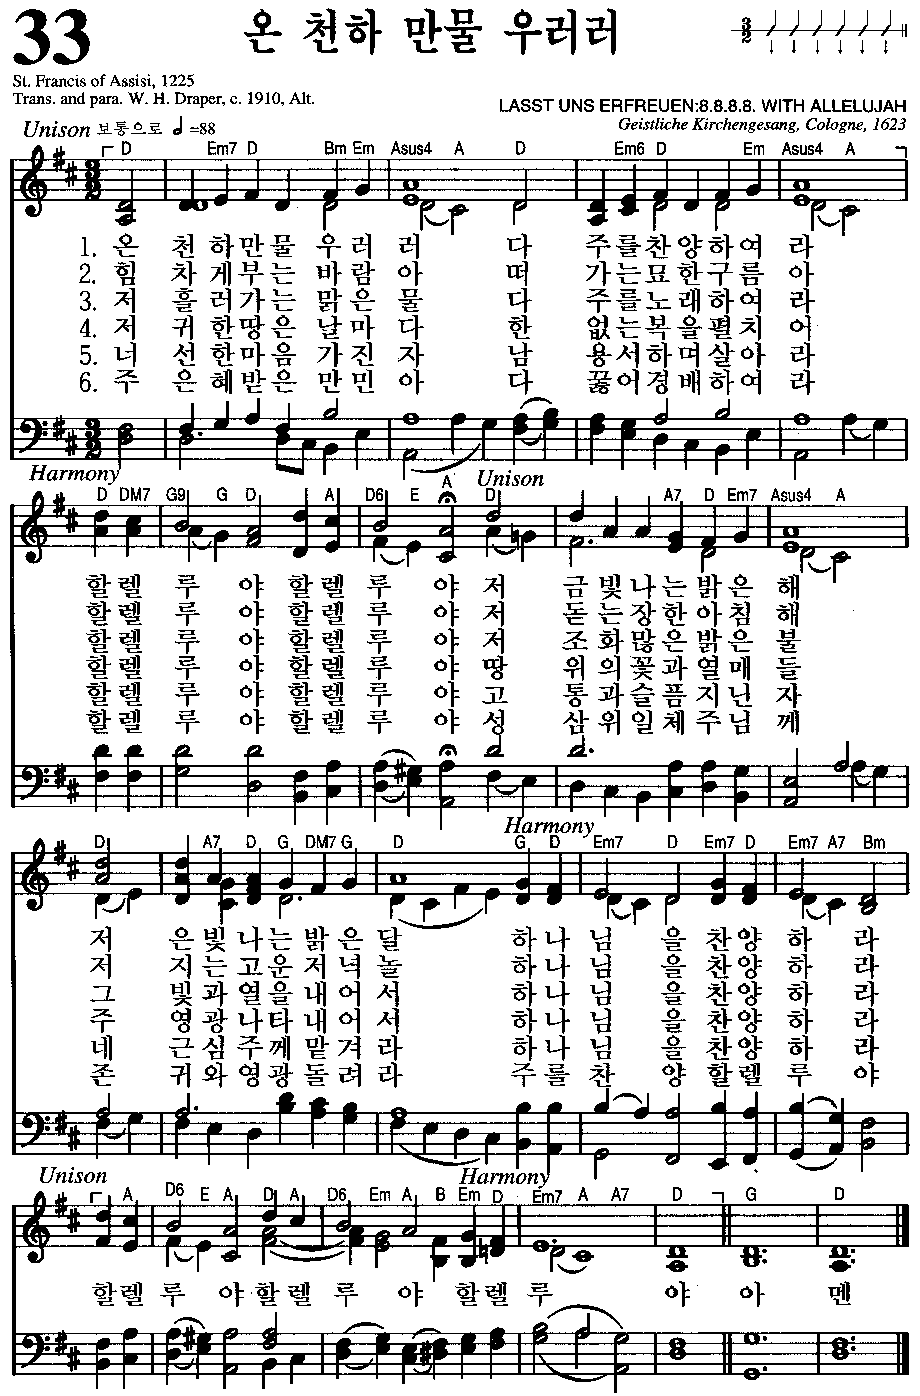 33
온 천하 만물 우러러
St. Francis of Assisi, 1225
Trans. and para. W. H. Draper, c. 1910, Alt.
LASST UNS ERFREUEN:8.8.8.8. WITH ALLELUJAH
Geistliche Kirchengesang, Cologne, 1623
Unison 보통으로 =88
D Em7 D Bm Em Asus4 A D Em6 D Em Asus4 A
1. 온 천하만물 우러러 다 주를찬양하여라
2. 힘 차게부는 바람아 떠 가는묘한구름아
3. 저 흘러가는 맑은물 다 주를노래하여라
4. 저 귀한땅은 날마다 한 없는복을펼치어
5. 너 선한마음 가진자 남 용서하며살아라
6. 주 은혜받은 만민아 다 꿇어경배하여라
Harmony Unison
D DM7 G9 G D A D6 E A D A7 D Em7 Asus4 A
할렐루야 할렐루야 저 금빛나는밝은해
할렐루야 할렐루야 저 돋는장한아침해
할렐루야 할렐루야 저 조화많은밝은불
할렐루야 할렐루야 땅 위의꽃과열매들
할렐루야 할렐루야 고 통과슬픔지닌자
할렐루야 할렐루야 성 삼위일체주님께
Harmony
D A7 D G DM7 G D G D Em7 D Em7 D Em7 A7 Bm
저 은빛나는밝은달 하나님을찬양하라
저 지는고운저녁놀 하나님을찬양하라
그 빛과열을내어서 하나님을찬양하라
주 영광나타내어서 하나님을찬양하라
네 근심주께맡겨라 하나님을찬양하라
존 귀와영광돌려라 주를찬양할렐루야
Unison Harmony
A D6 E A D A D6 Em A B Em D Em7 A A7 D G D
할렐루야할렐루야 할렐루야 아멘